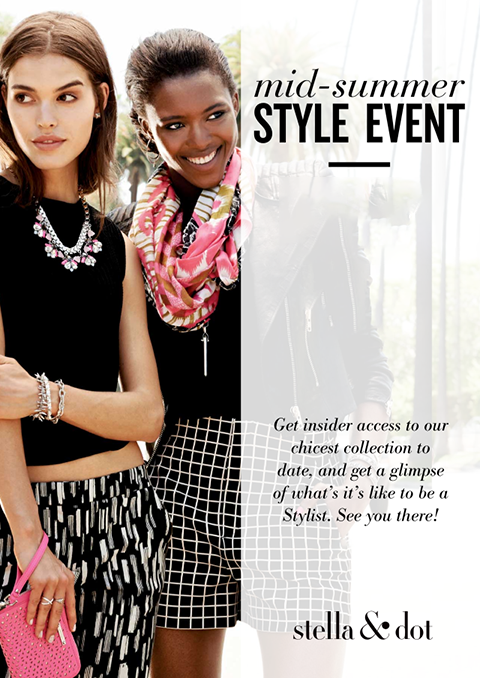 mid-summer
STYLE EVENT
Get insider access to our
chicest collection to
date, and get a glimpse
of what's it's like to be a
Stylist. See you there!
stella & dot